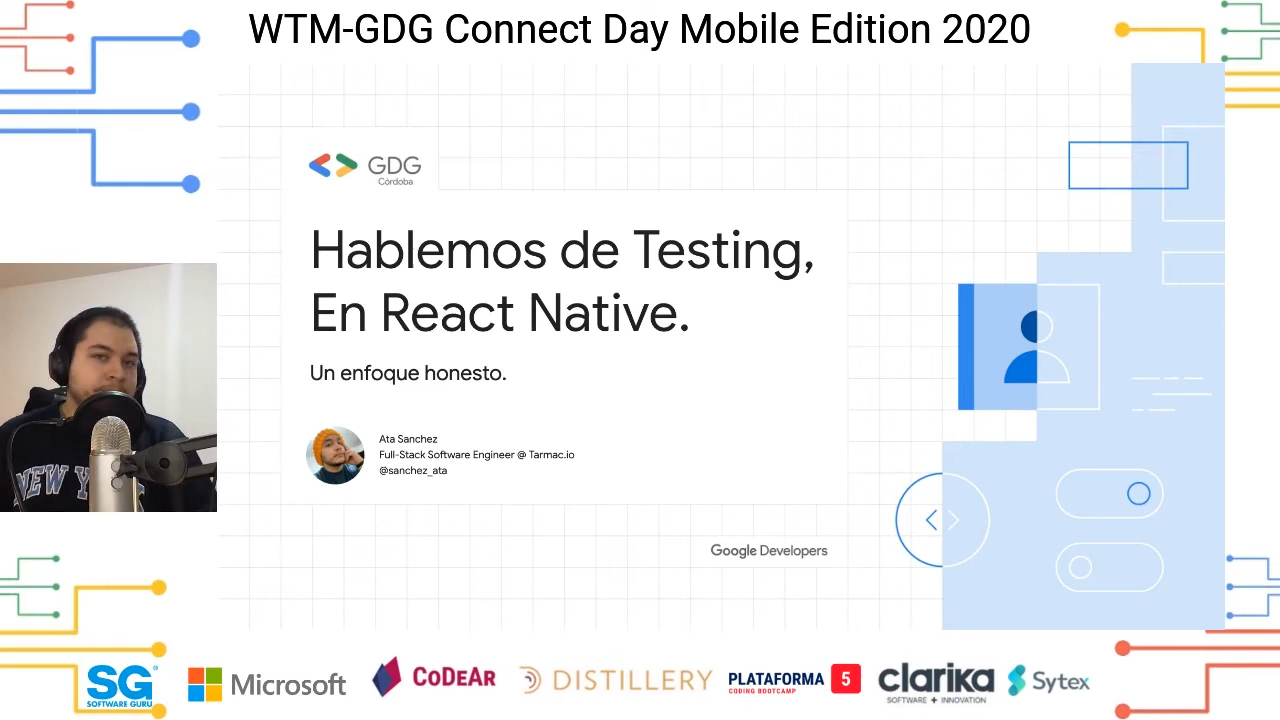 WTM-GDG Connect Day Mobile Edition 2020
GDG
Córdoba
Hablemos de Testing,
En React Native.
Un enfoque honesto.
Ata Sanchez
Full-Stack Software Engineer @ Tarmac.io
@sanchez_ata
NEW Y
Google Developers
SG
SOFTWARE GURU
Microsoft
CoDeAr
DISTILLERY
PLATAFORMA 5
CODING BOOTCAMP
clarika
SOFTWARE + INNOVATION
Sytex